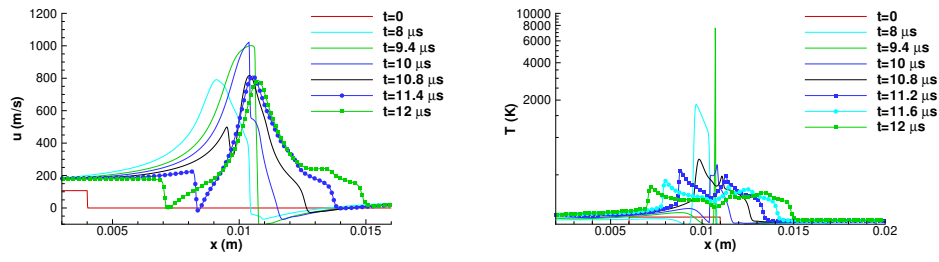 u (m/s)
1200
1000
800
600
400
200
0
0.005
0.01
0.015
x (m)
t=0
t=8 μs
t=9.4 μs
t=10 μs
t=10.8 μs
t=11.4 μs
t=12 μs
T (K)
10000
8000
6000
4000
2000
0.005
0.01
0.015
0.02
x (m)
t=0
t=8 μs
t=9.4 μs
t=10 μs
t=10.8 μs
t=11.2 μs
t=11.6 μs
t=12 μs